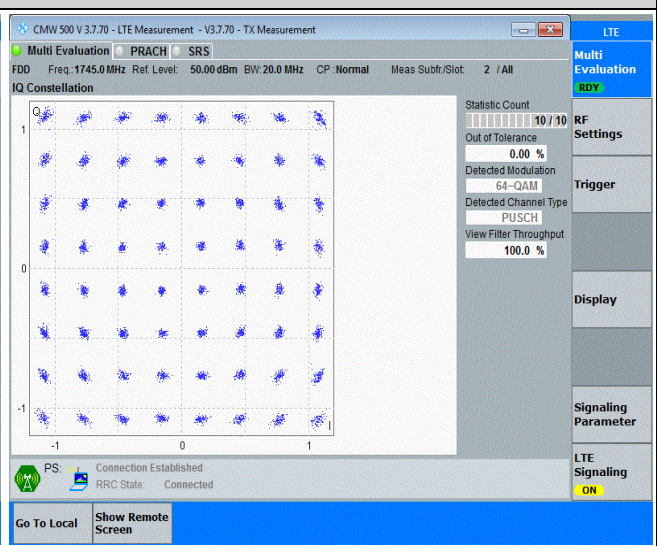 CMW 500 V 3.7.70 - LTE Measurement - V3.7.70 - TX Measurement
LTE
Multi Evaluation PRACH SRS
FDD Freq.:1745.0 MHz Ref. Level: 50.00 dBm BW:20.0 MHz CP :Normal Meas Subfr./Slot: 2 / All
IQ Constellation
Q
1
0
-1
I
-1 0 1
Statistic Count
10 / 10
Out of Tolerance
0.00 %
Detected Modulation
64-QAM
Detected Channel Type
PUSCH
View Filter Throughput
100.0 %
Multi
Evaluation
RDY
RF
Settings
Trigger
Display
Signaling
Parameter
LTE
Signaling
ON
PS: Connection Established
RRC State: Connected
Go To Local
Show Remote
Screen